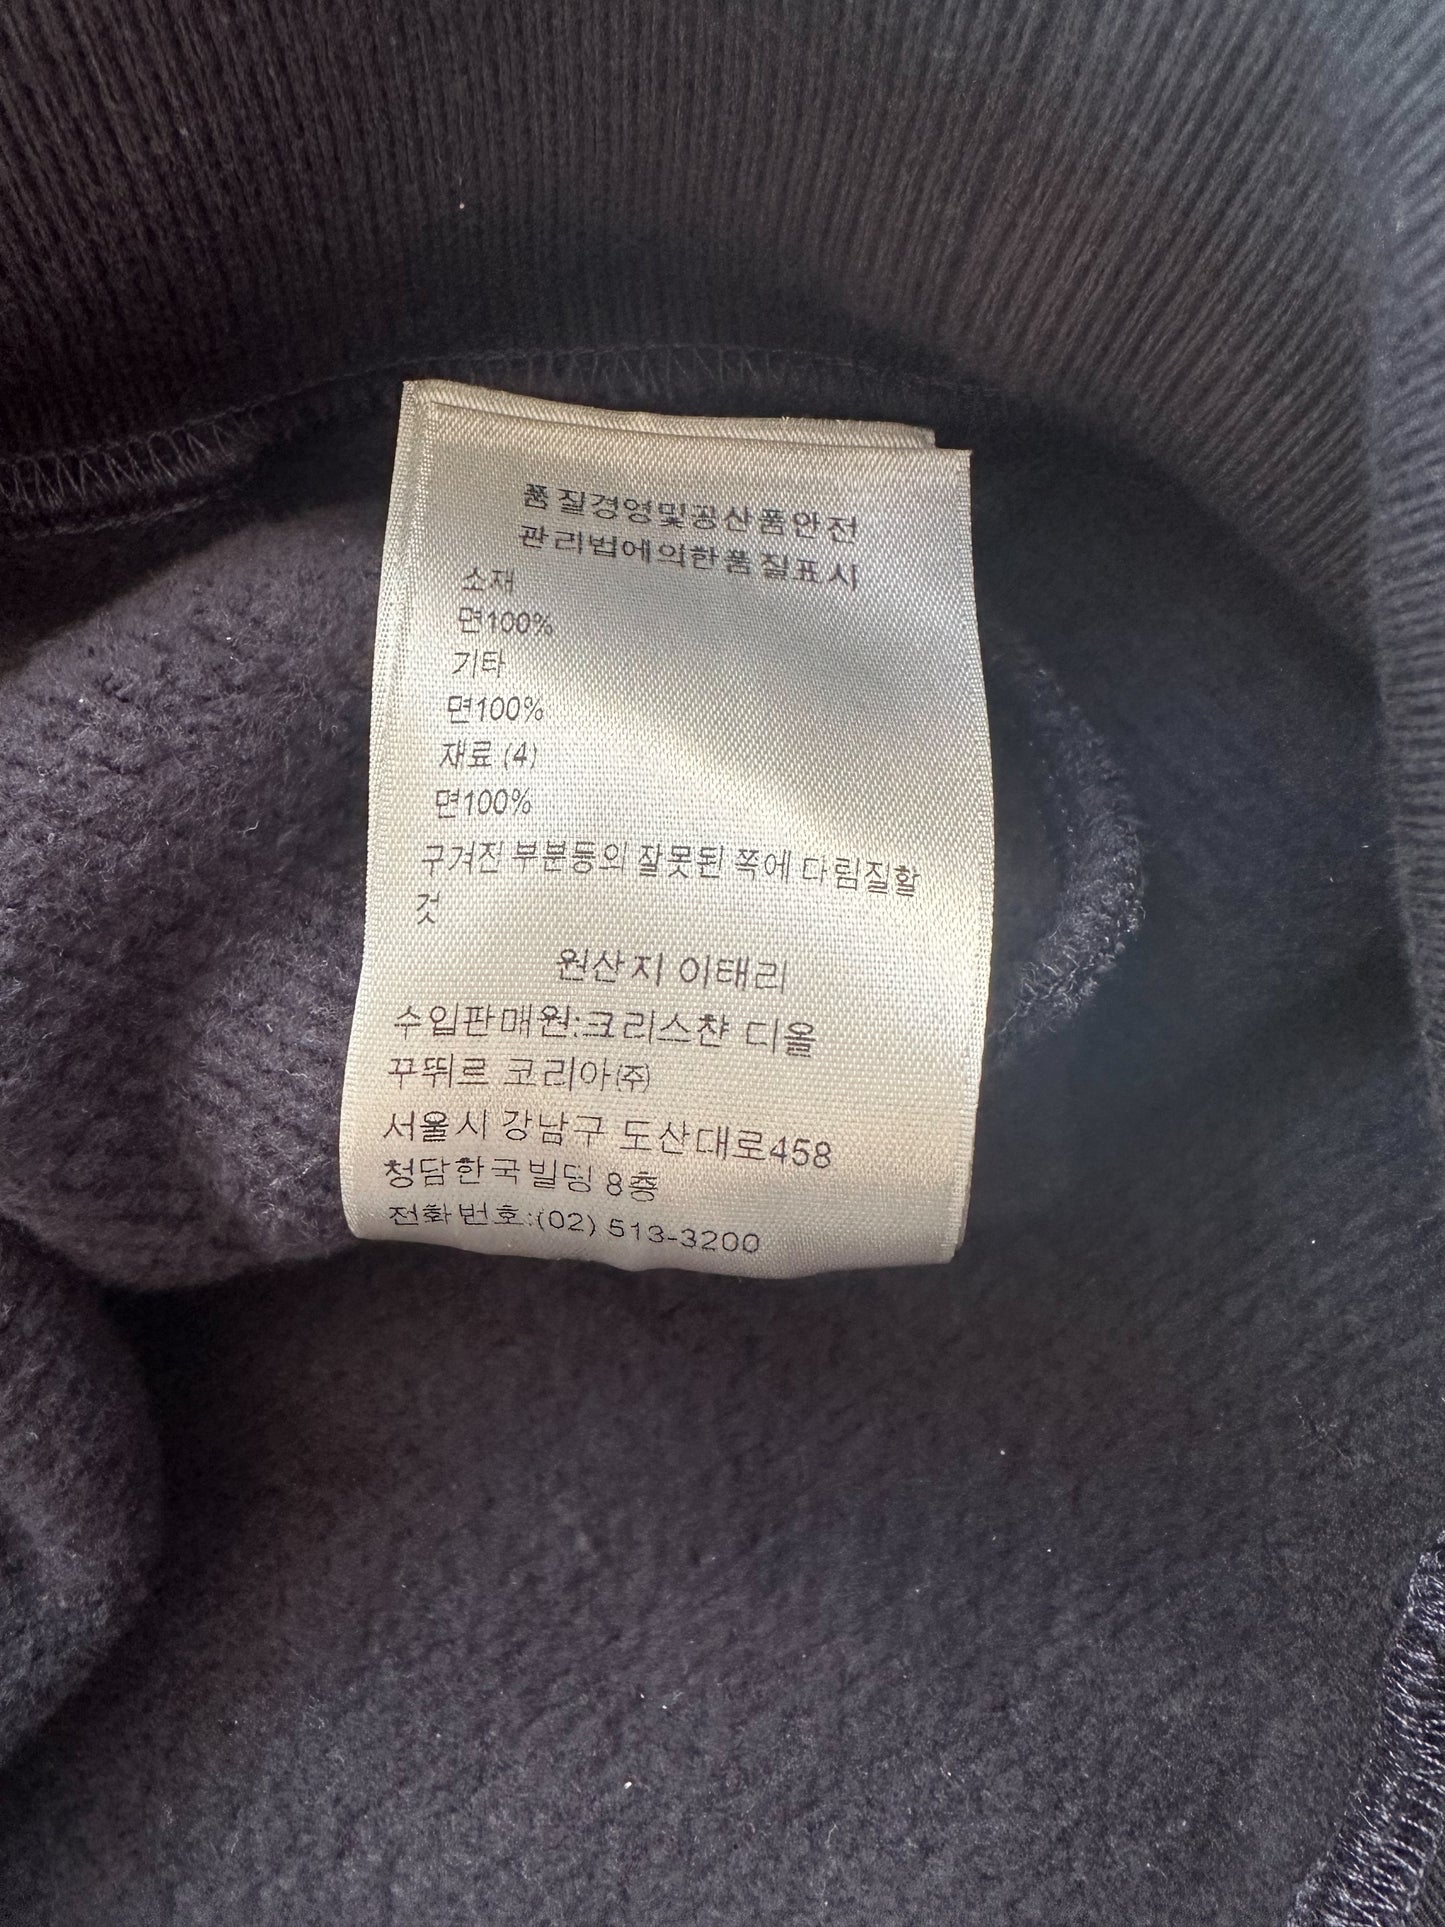 품질경영및공산품안전
관리법에의한품질표시
소재
면100%
기타
면100%
재료 (4)
면100%
구겨진 부분등의 잘못된 쪽에 다림질할
것
원산지 이태리
수입판매원:크리스챤 디올
꾸뛰르 코리아㈜
서울시 강남구 도산대로458
청담한국빌딩 8층
전화번호:(02) 513-3200